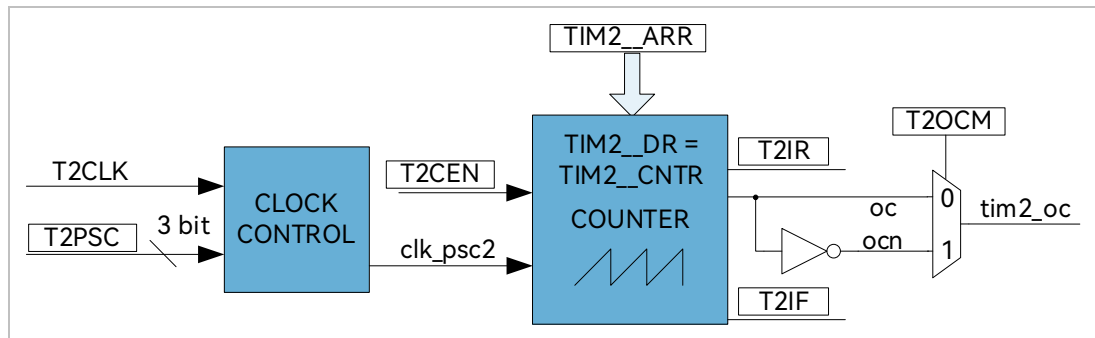 TIM2__ARR
T2OCM
TIM2__DR =
TIM2__CNTR
COUNTER
T2IR
T2CLK
T2CEN
CLOCK
CONTROL
0
oc
tim2_oc
3 bit
T2PSC
clk_psc2
ocn
1
T2IF